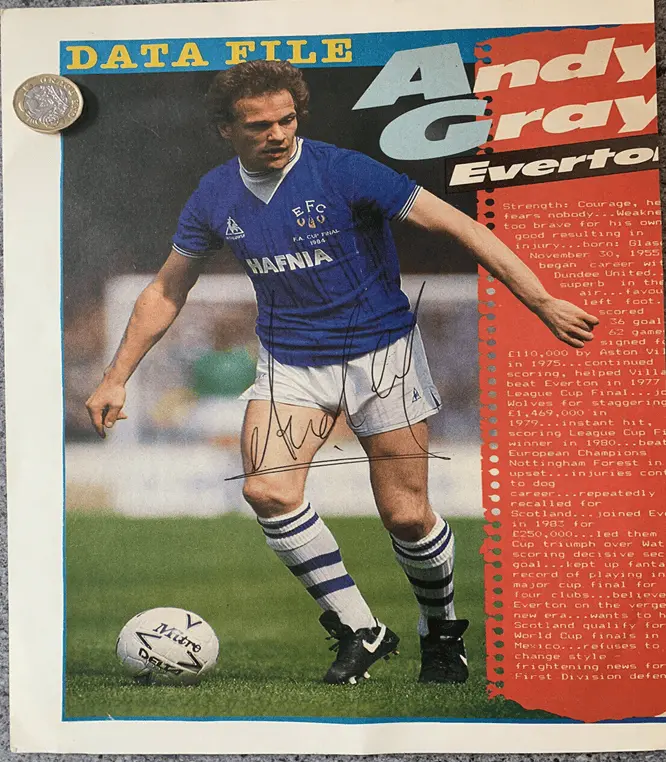 DATA FILE
Andy
Gray
Everto
EFC
F.A. CUP FINAL
1984
HAFNIA
Mitre
DELTA
Strength: Courage, he
fears nobody...Weakne
too brave for his own
good resulting in
injury...born: Glasg
November 30, 1955
began career wi
Dundee United..
superb in the
air...favou
left foot.
scored
36 goal
62 game
signed fo
£110,000 by Aston Vil
in 1975...continued
scoring, helped Villa
beat Everton in 1977
League Cup Final...jo
Wolves for staggering
£1,469,000 in
1979...instant hit,
scoring League Cup Fi
winner in 1980...beat
European Champions
Nottingham Forest in
upset...injuries cont
to dog
career...repeatedly
recalled for
Scotland...joined Eve
in 1983 for
£250,000...led them
Cup triumph over Wat
scoring decisive sec
goal...kept up fanta
record of playing in
major cup final for
four clubs...believe
Everton on the verge
new era...wants to h
Scotland qualify for
World Cup finals in
Mexico...refuses to
change style -
frightening news for
First Division defen